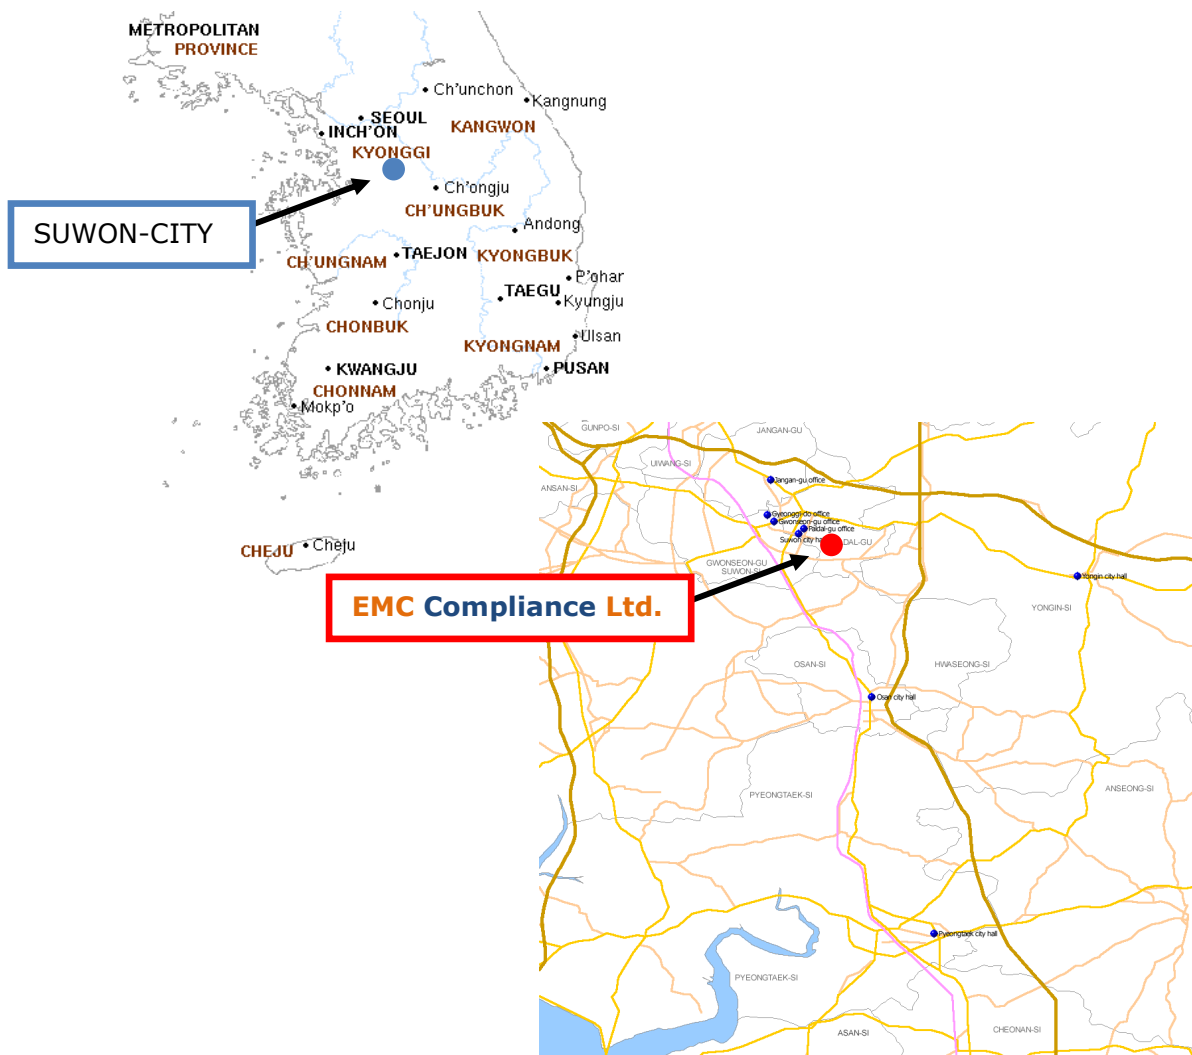 METROPOLITAN
PROVINCE
Ch'unchon
Kangnung
SEOUL
INCH'ON
KANGWON
KYONGGI
Ch'ongju
CH'UNGBUK
SUWON-CITY
Andong
TAEJON
KYONGBUK
CH'UNGNAM
P'ohar
TAEGU
Kyungju
Chonju
CHONBUK
Ulsan
KYONGNAM
KWANGJU
PUSAN
CHONNAM
Mokp'o
CHEJU
Cheju
EMC Compliance Ltd.
GUNPO-SI
JANGAN-GU
UIWANG-SI
Jangan-gu office
ANSAN-SI
Gyeonggi-do office
Gwonseon-gu office
Paldal-gu office
Suwon city ha
DAL-GU
GWONSEON-GU
SUWON-SI
Yongin city hall
YONGIN-SI
OSAN-SI
HWASEONG-SI
Osan city hall
PYEONGTAEK-SI
ANSEONG-SI
Pyeongtaek city hall
PYEONGTAEK-SI
ASAN-SI
CHEONAN-SI